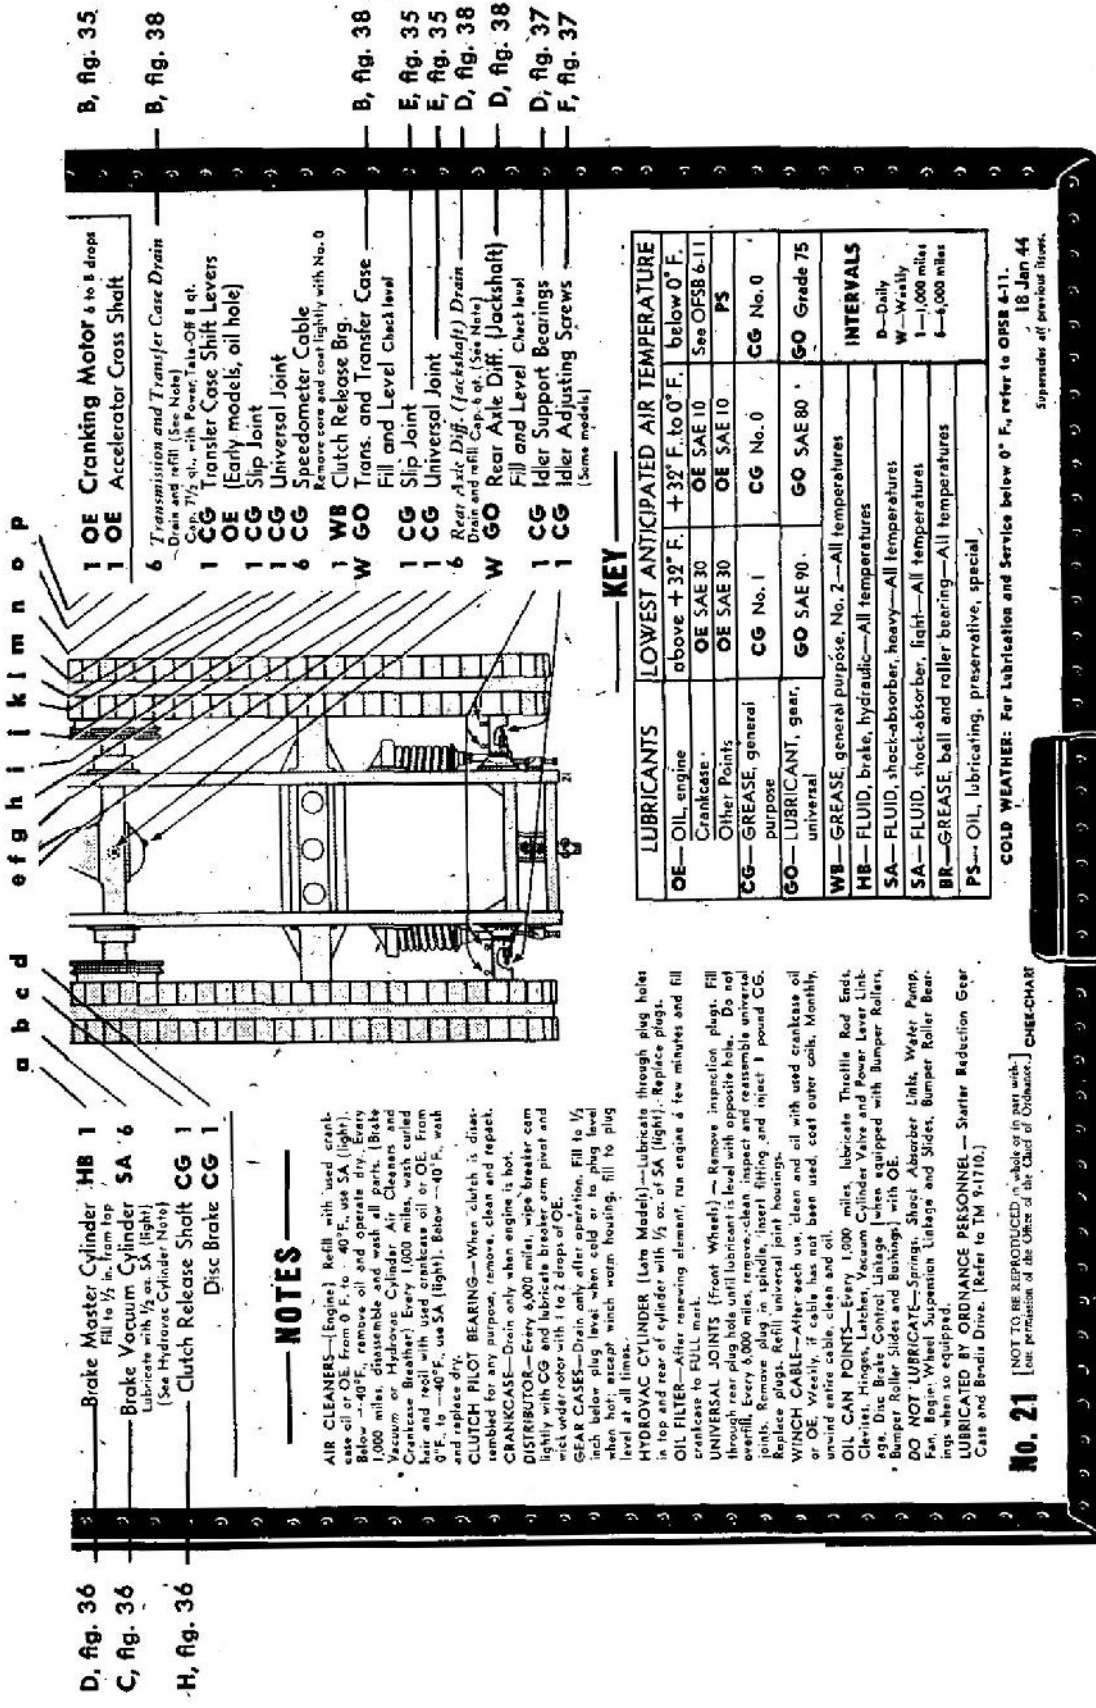 a b c d e f g h i j k l m n o p
D, fig. 36
Brake Master Cylinder HB 1
Fill to ½ in. from top
C, fig. 36
Brake Vacuum Cylinder SA 6
Lubricate with ½ oz. SA (light)
(See Hydrovac Cylinder Note)
H, fig. 36
Clutch Release Shaft CG 1
Disc Brake CG 1
1 OE Cranking Motor 6 to 8 drops
B, fig. 35
1 OE Accelerator Cross Shaft
6 Transmission and Transfer Case Drain
B, fig. 38
Drain and refill (See Note)
Cap. 7½ qt., with Power Take-Off 8 qt.
1 CG Transfer Case Shift Levers
OE (Early models, oil hole)
1 CG Slip Joint
1 CG Universal Joint
6 CG Speedometer Cable
Remove core and coat lightly with No. 0
1 WB Clutch Release Brg.
W GO Trans. and Transfer Case
B, fig. 38
Fill and Level Check level
1 CG Slip Joint
E, fig. 35
1 CG Universal Joint
E, fig. 35
6 Rear Axle Diff. (Jackshaft) Drain
D, fig. 38
Drain and refill Cap. 6 qt. (See Note)
W GO Rear Axle Diff. (Jackshaft)
D, fig. 38
Fill and Level Check level
1 CG Idler Support Bearings
D, fig. 37
1 CG Idler Adjusting Screws
F, fig. 37
(Some models)
NOTES
AIR CLEANERS—(Engine) Refill with used crank-
case oil or OE. From 0° F. to -40°F., use SA (light).
Below —40°F., remove oil and operate dry. Every
1,000 miles, disassemble and wash all parts. (Brake
Vacuum or Hydrovac Cylinder Air Cleaners and
Crankcase Breather) Every 1,000 miles, wash curled
hair and reoil with used crankcase oil or OE. From
0°F., to —40°F., use SA (light). Below —40°F., wash
and replace dry.
CLUTCH PILOT BEARING—When clutch is disas-
sembled for any purpose, remove, clean and repack.
CRANKCASE—Drain only when engine is hot.
DISTRIBUTOR—Every 6,000 miles, wipe breaker cam
lightly with CG and lubricate breaker arm pivot and
wick under rotor with 1 to 2 drops of OE.
GEAR CASES—Drain only after operation. Fill to ½
inch below plug level when cold or to plug level
when hot; except winch worm housing, fill to plug
level at all times.
HYDROVAC CYLINDER (Late Models)—Lubricate through plug holes
in top and rear of cylinder with ½ oz. of SA (light). Replace plugs.
OIL FILTER—After renewing element, run engine a few minutes and fill
crankcase to FULL mark.
UNIVERSAL JOINTS (Front Wheels)—Remove inspection plugs. Fill
through rear plug hole until lubricant is level with opposite hole. Do not
overfill. Every 6,000 miles, remove, clean, inspect and reassemble universal
joints. Remove plug in spindle, insert fitting and inject 1 pound CG.
Replace plugs. Refill universal joint housings.
WINCH CABLE—After each use, clean and oil with used crankcase oil
or OE. Weekly, if cable has not been used, coat outer coils. Monthly,
unwind entire cable, clean and oil.
OIL CAN POINTS—Every 1,000 miles, lubricate Throttle Rod Ends,
Clevises, Hinges, Latches, Vacuum Cylinder Valve and Power Lever Link-
age, Disc Brake Control Linkage (when equipped with Bumper Rollers,
Bumper Roller Slides and Bushings) with OE.
DO NOT LUBRICATE—Springs, Shock Absorber Links, Water Pump,
Fan, Bogie Wheel Suspension Linkage and Slides, Bumper Roller Bear-
ings when so equipped.
LUBRICATED BY ORDNANCE PERSONNEL—Starter Reduction Gear
Case and Bendix Drive. (Refer to TM 9-1710.)
No. 21
[NOT TO BE REPRODUCED in whole or in part with-
out permission of the Office of the Chief of Ordnance.] CHEK-CHART
KEY
LUBRICANTS LOWEST ANTICIPATED AIR TEMPERATURE
above +32° F. +32° F. to 0° F. below 0° F.
OE—OIL, engine
Crankcase OE SAE 30 OE SAE 10 See OFSB 6-11
Other Points OE SAE 30 OE SAE 10 PS
CG—GREASE, general
purpose CG No. 1 CG No. 0 CG No. 0
GO—LUBRICANT, gear,
universal GO SAE 90 GO SAE 80 GO Grade 75
WB—GREASE, general purpose, No. 2—All temperatures
HB—FLUID, brake, hydraulic—All temperatures
SA—FLUID, shock-absorber, heavy—All temperatures
SA—FLUID, shock-absorber, light—All temperatures
BR—GREASE, ball and roller bearing—All temperatures
PS—OIL, lubricating, preservative, special
INTERVALS
D—Daily
W—Weekly
1—1,000 miles
6—6,000 miles
COLD WEATHER: For Lubrication and Service below 0° F., refer to OFSB 6-11.
18 Jan 44
Supersedes all previous issues.